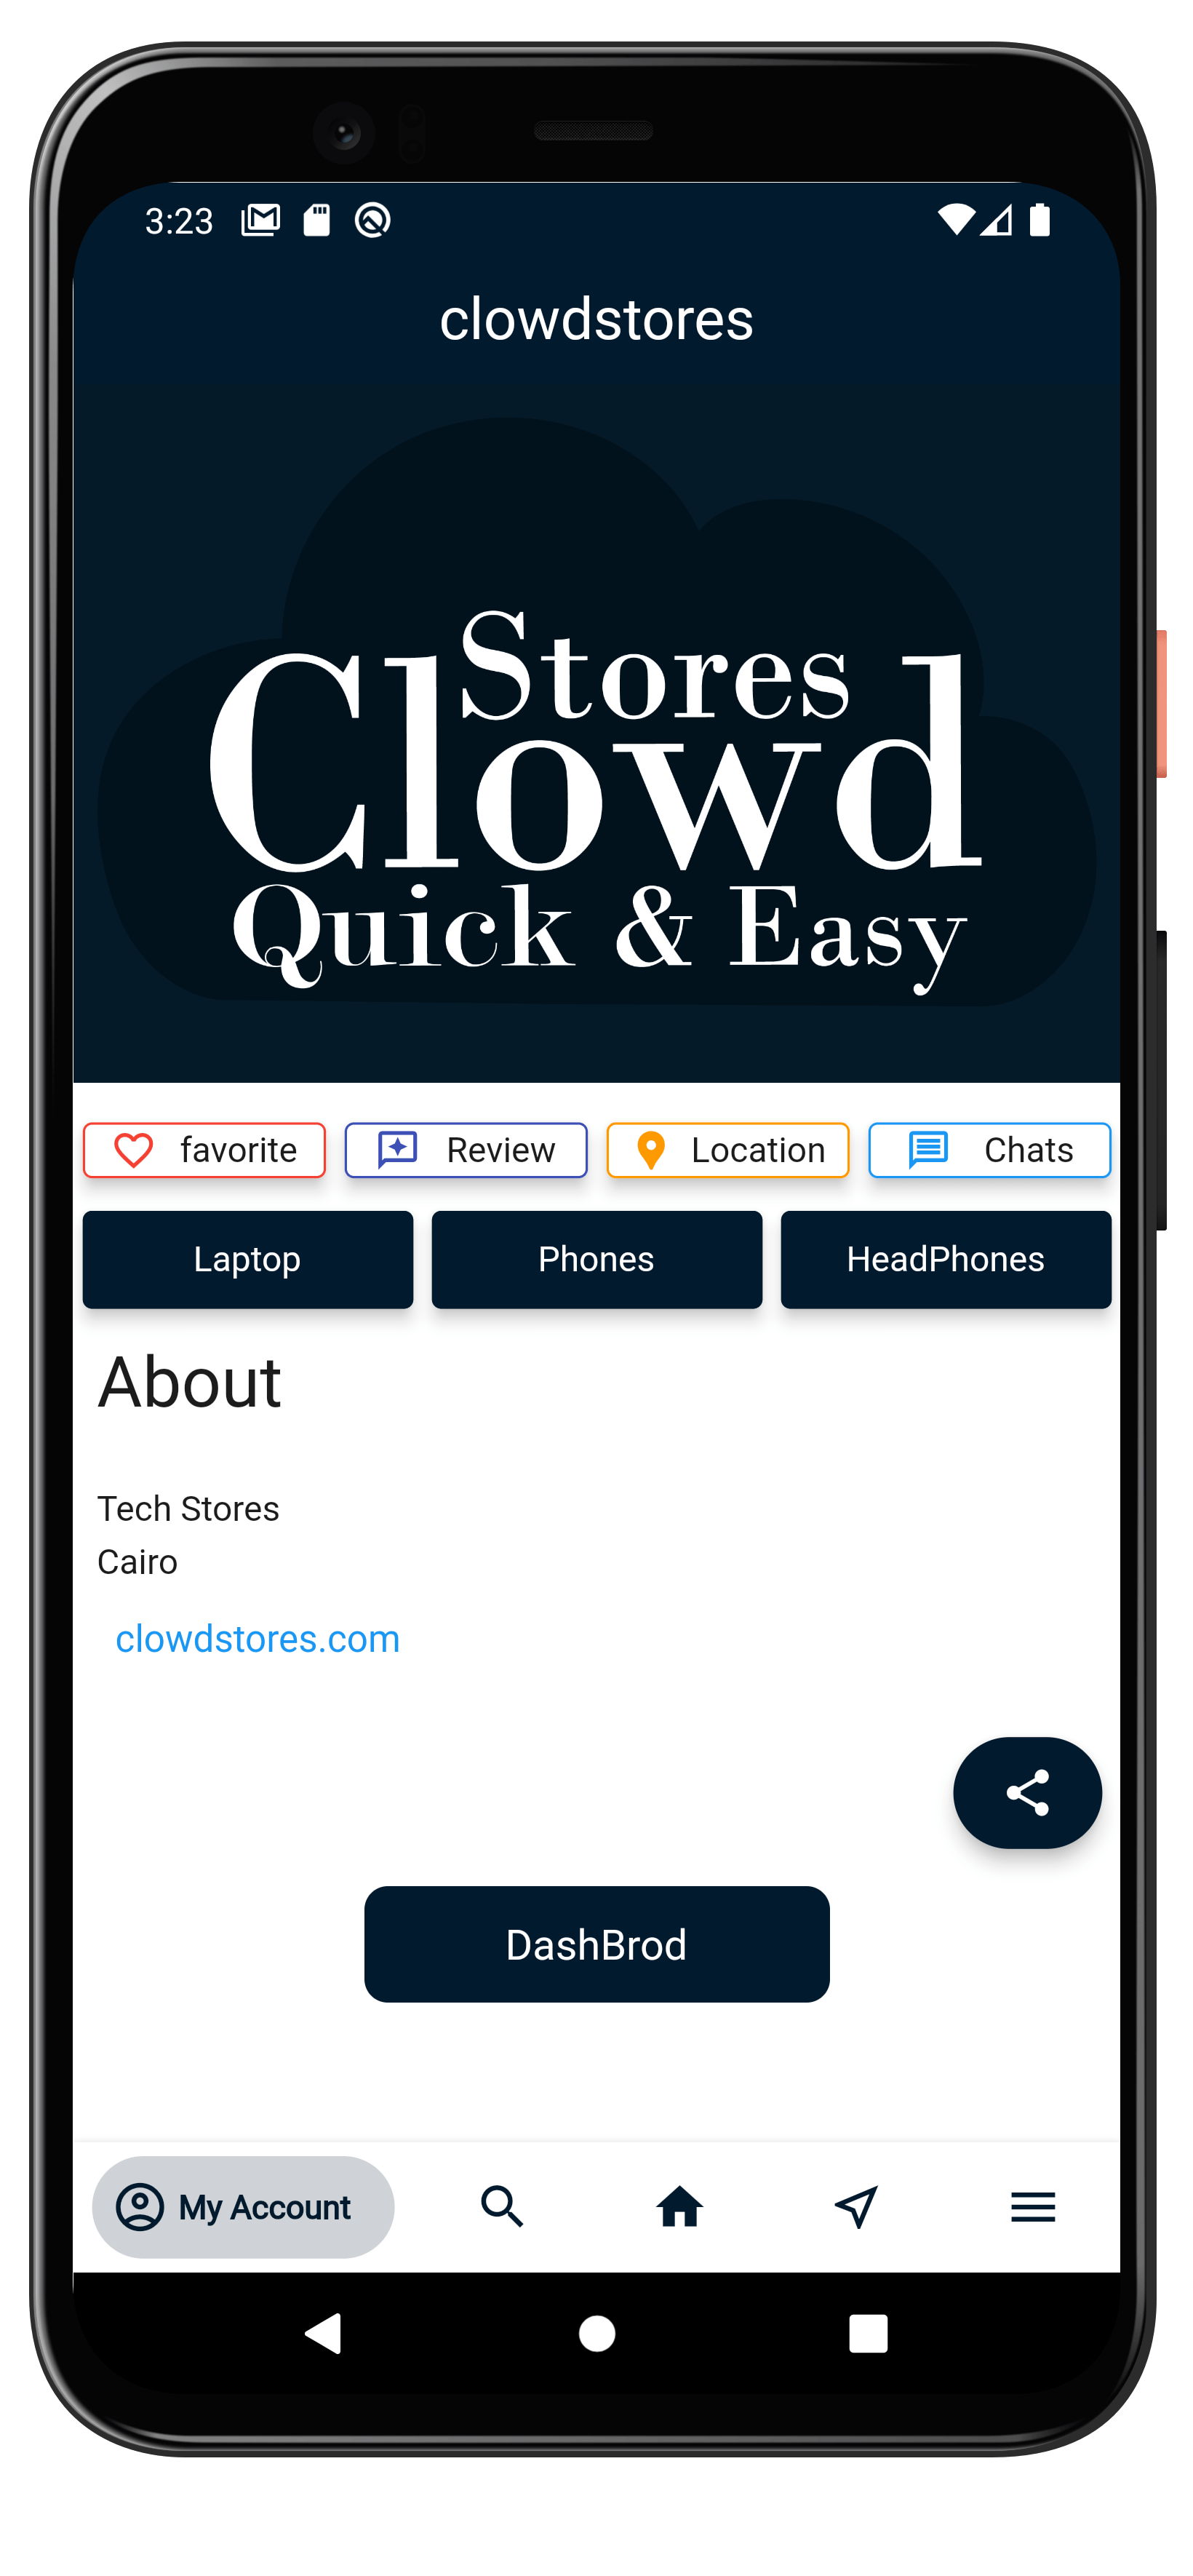 3:23
clowdstores
Stores
Clowd
Quick & Easy
favorite Review Location Chats
Laptop Phones HeadPhones
About
Tech Stores
Cairo
clowdstores.com
DashBrod
My Account